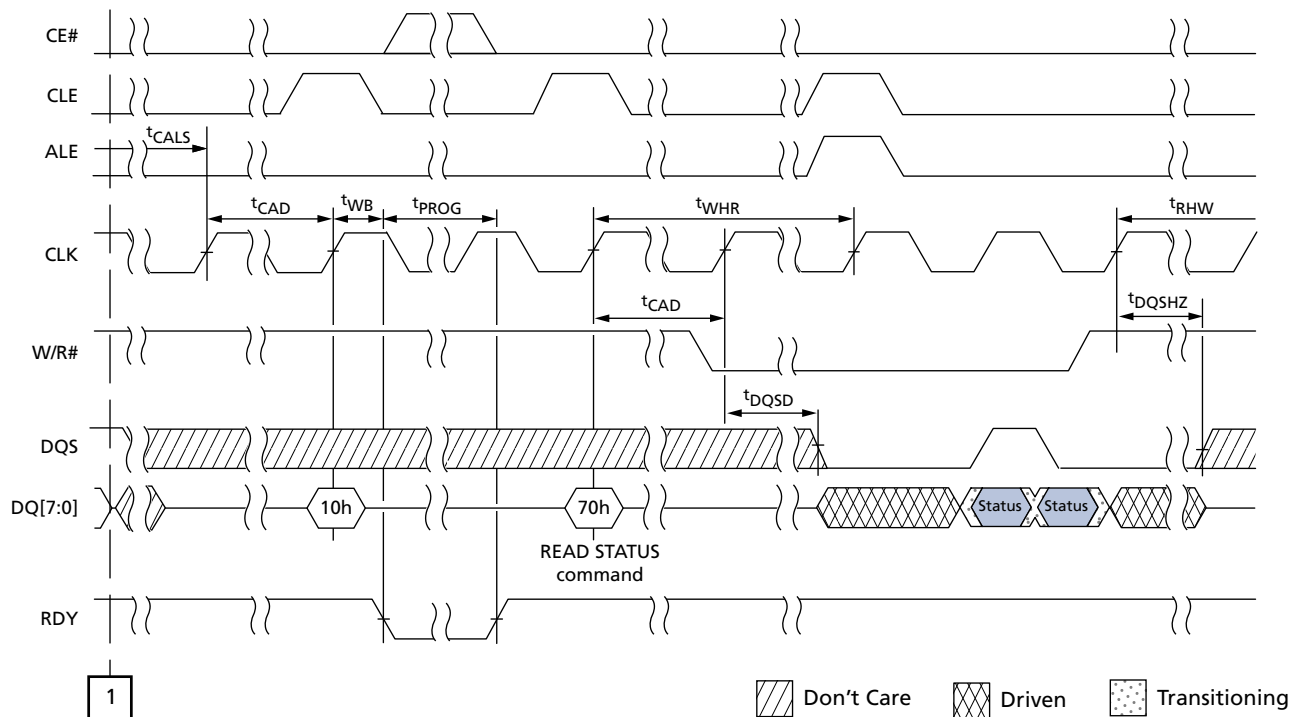 CE#
CLE
tCALS
ALE
tCAD
tWB
tPROG
tWHR
tRHW
CLK
tCAD
tDQSHZ
W/R#
tDQSD
DQS
DQ[7:0]
10h
70h
Status
Status
READ STATUS
command
RDY
1
Don't Care
Driven
Transitioning